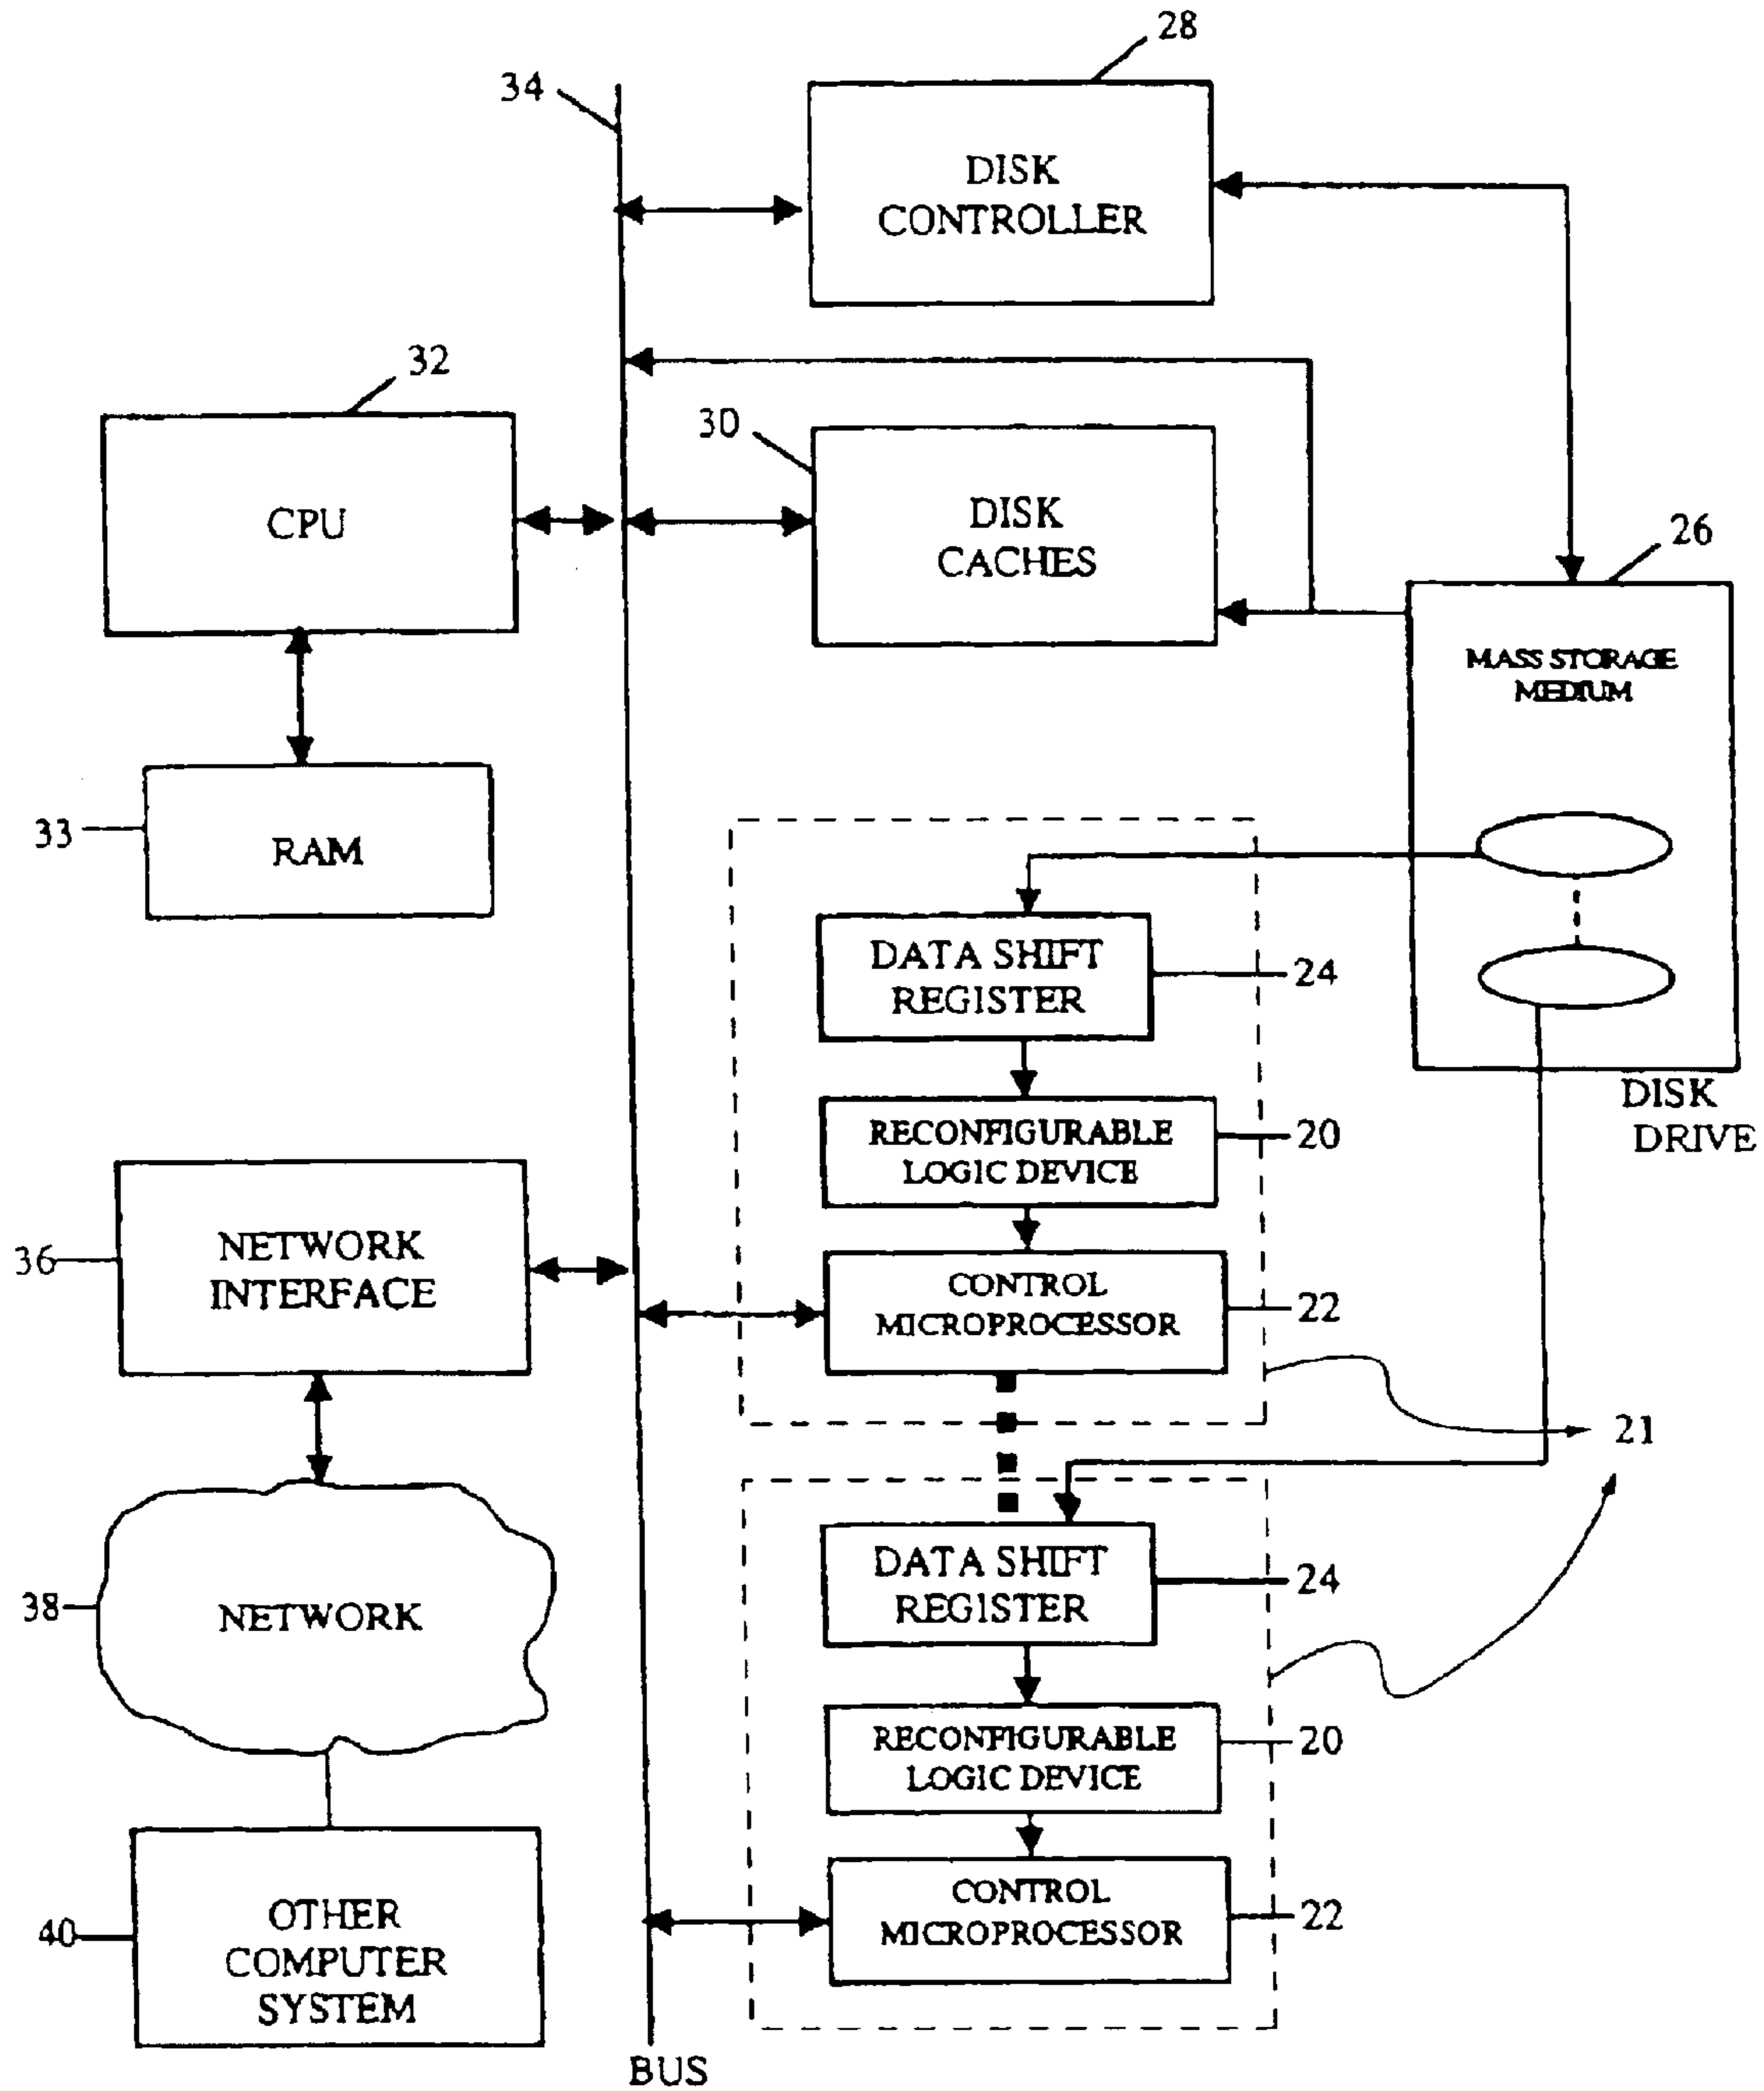 28
34
DISK
CONTROLLER
32
30
CPU
DISK
CACHES
26
MASS STORAGE
MEDIUM
33
RAM
DATA SHIFT
REGISTER
24
DISK
DRIVE
RECONFIGURABLE
LOGIC DEVICE
20
36
NETWORK
INTERFACE
CONTROL
MICROPROCESSOR
22
21
38
NETWORK
DATA SHIFT
REGISTER
24
RECONFIGURABLE
LOGIC DEVICE
20
40
OTHER
COMPUTER
SYSTEM
CONTROL
MICROPROCESSOR
22
BUS